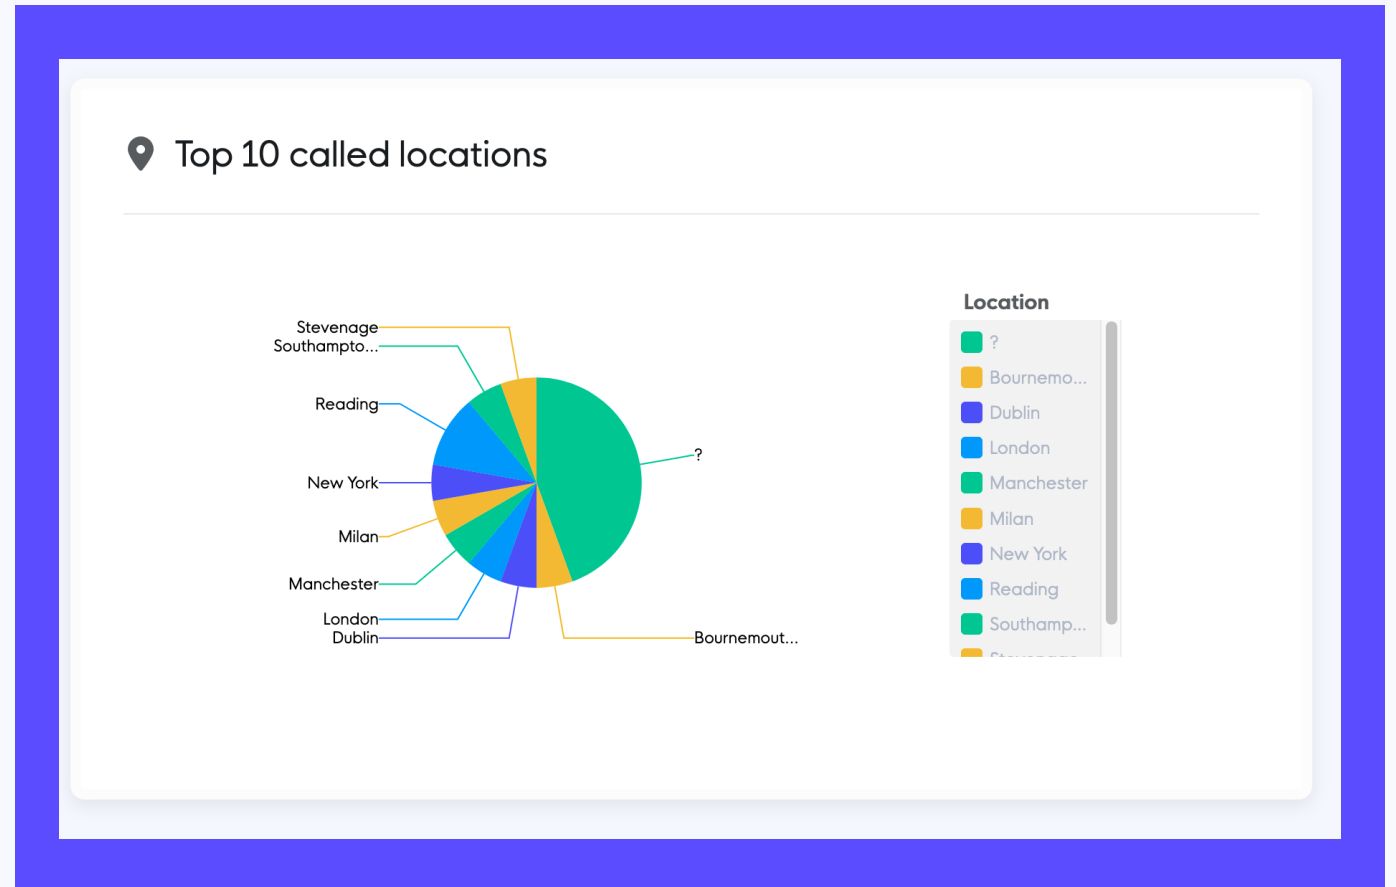 Top 10 called locations
Stevenage
Southampto...
Reading
New York
Milan
Manchester
London
Dublin
?
Bournemout...
Location
?
Bournemo...
Dublin
London
Manchester
Milan
New York
Reading
Southamp...
Stevenage